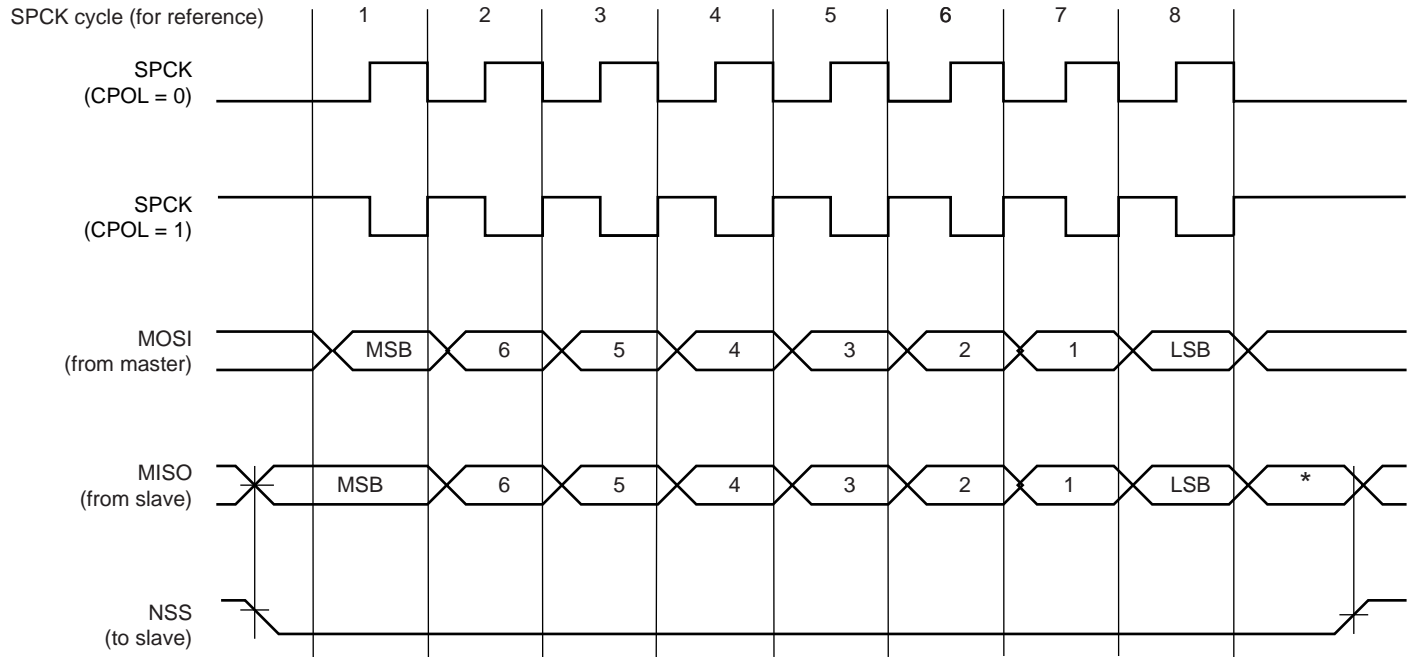 SPCK cycle (for reference) 1 2 3 4 5 6 7 8
SPCK
(CPOL = 0)
SPCK
(CPOL = 1)
MOSI
(from master)
MSB 6 5 4 3 2 1 LSB
MISO
(from slave)
MSB 6 5 4 3 2 1 LSB *
NSS
(to slave)